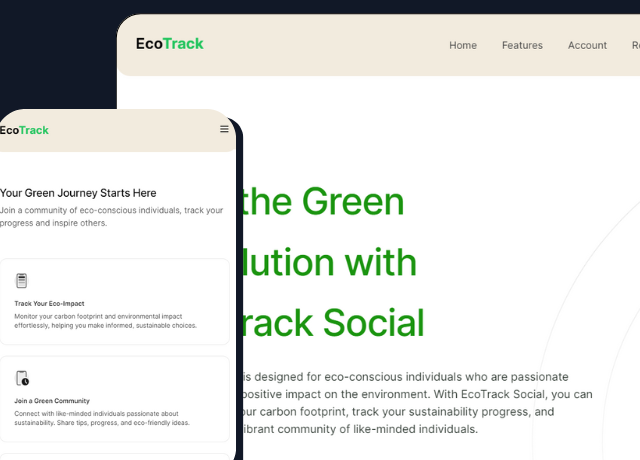 EcoTrack
Home Features Account
the Green
lution with
rack Social
is designed for eco-conscious individuals who are passionate
positive impact on the environment. With EcoTrack Social, you can
our carbon footprint, track your sustainability progress, and
ibrant community of like-minded individuals.
EcoTrack
Your Green Journey Starts Here
Join a community of eco-conscious individuals, track your
progress and inspire others.
Track Your Eco-Impact
Monitor your carbon footprint and environmental impact
effortlessly, helping you make informed, sustainable choices.
Join a Green Community
Connect with like-minded individuals passionate about
sustainability. Share tips, progress, and eco-friendly ideas.